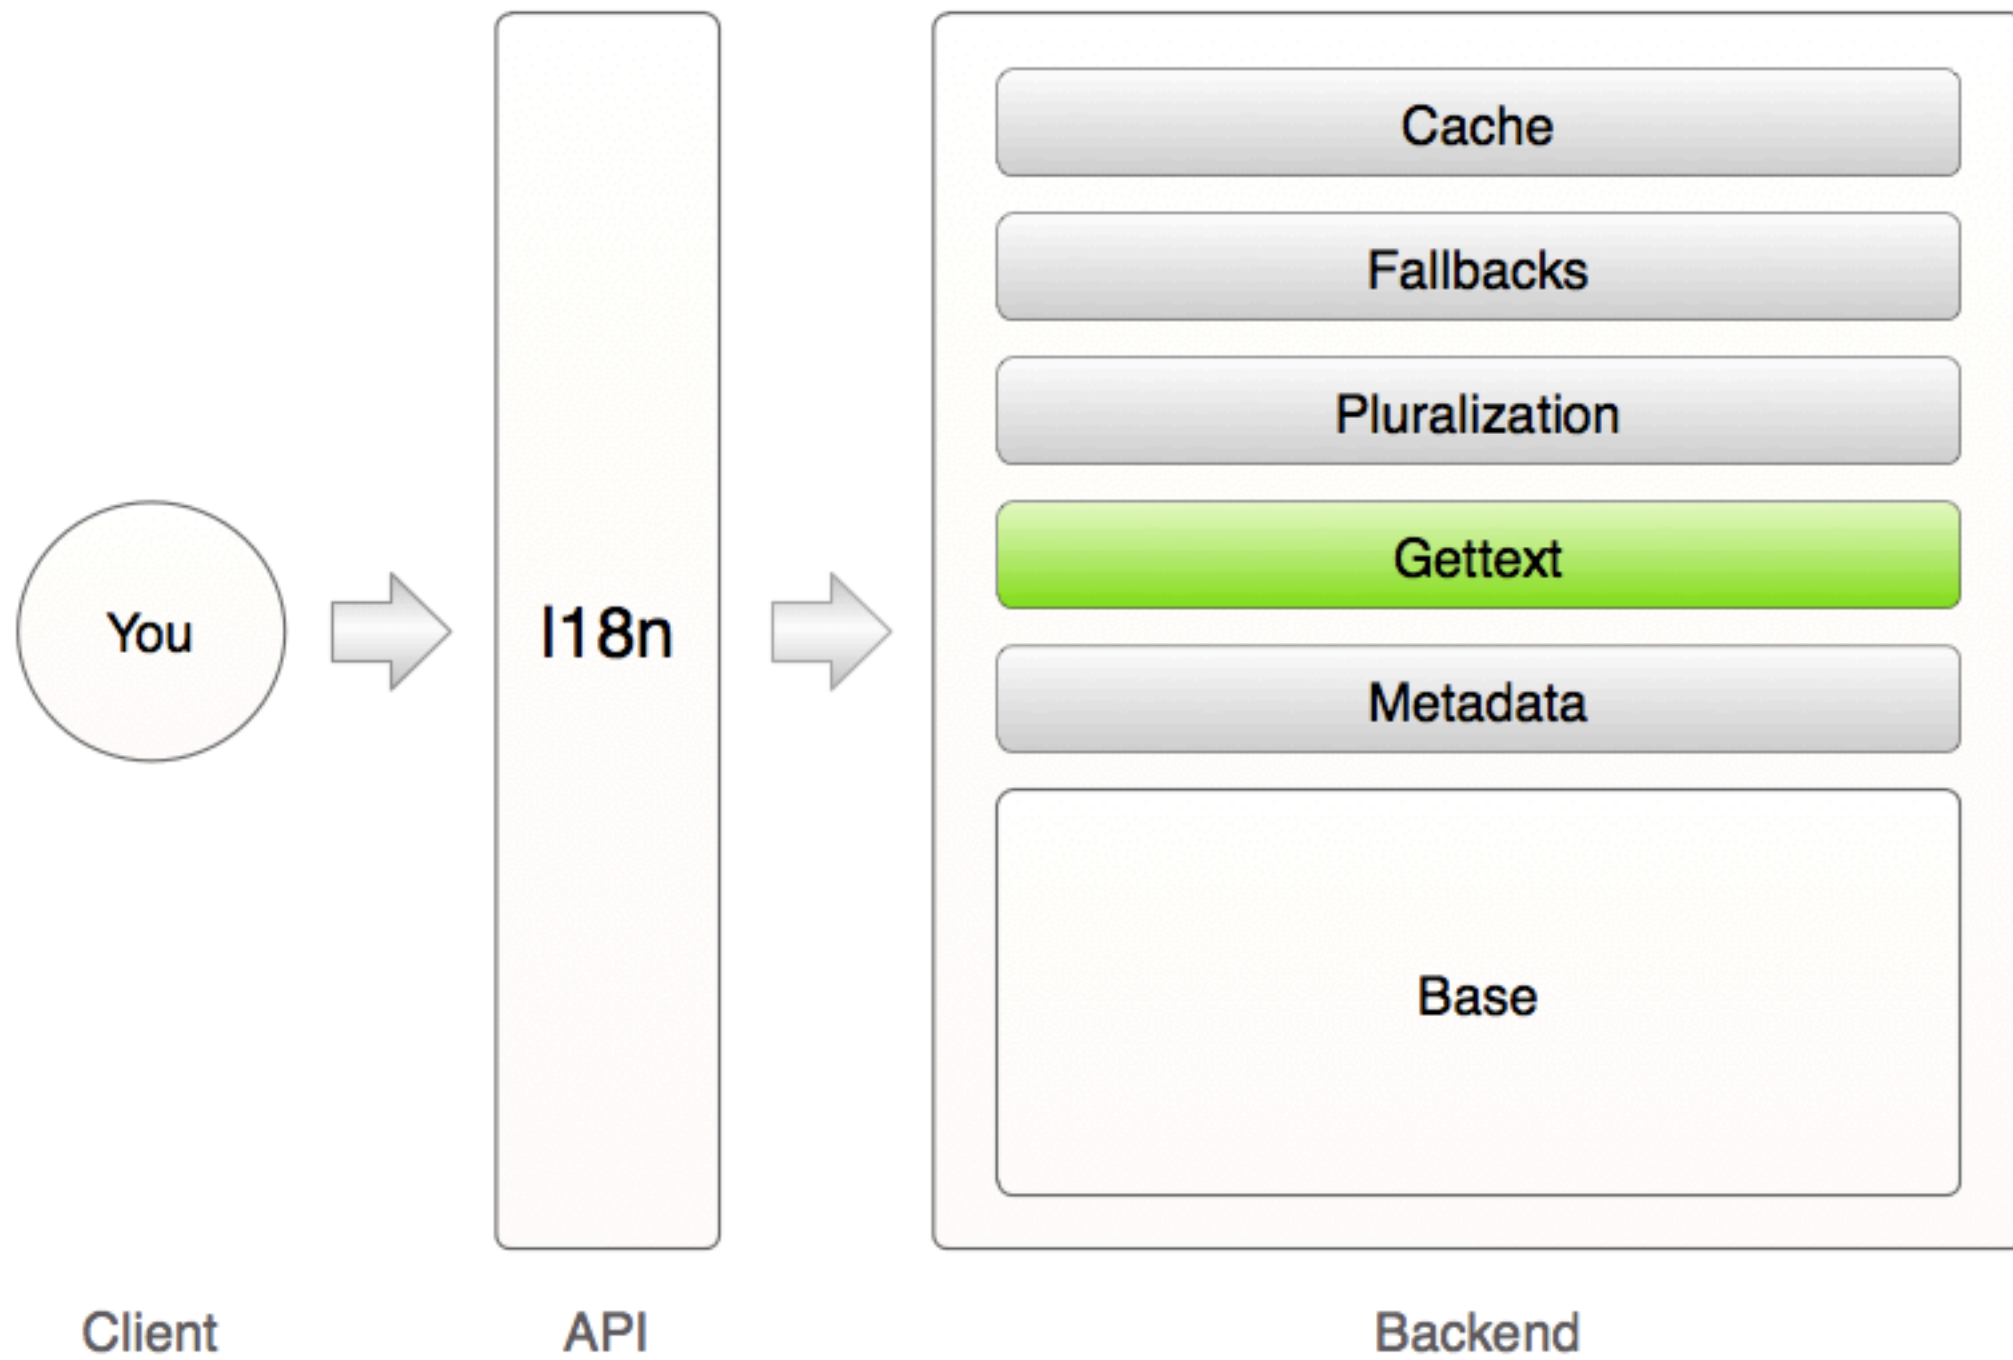 You
I18n
Cache
Fallbacks
Pluralization
Gettext
Metadata
Base
Client
API
Backend